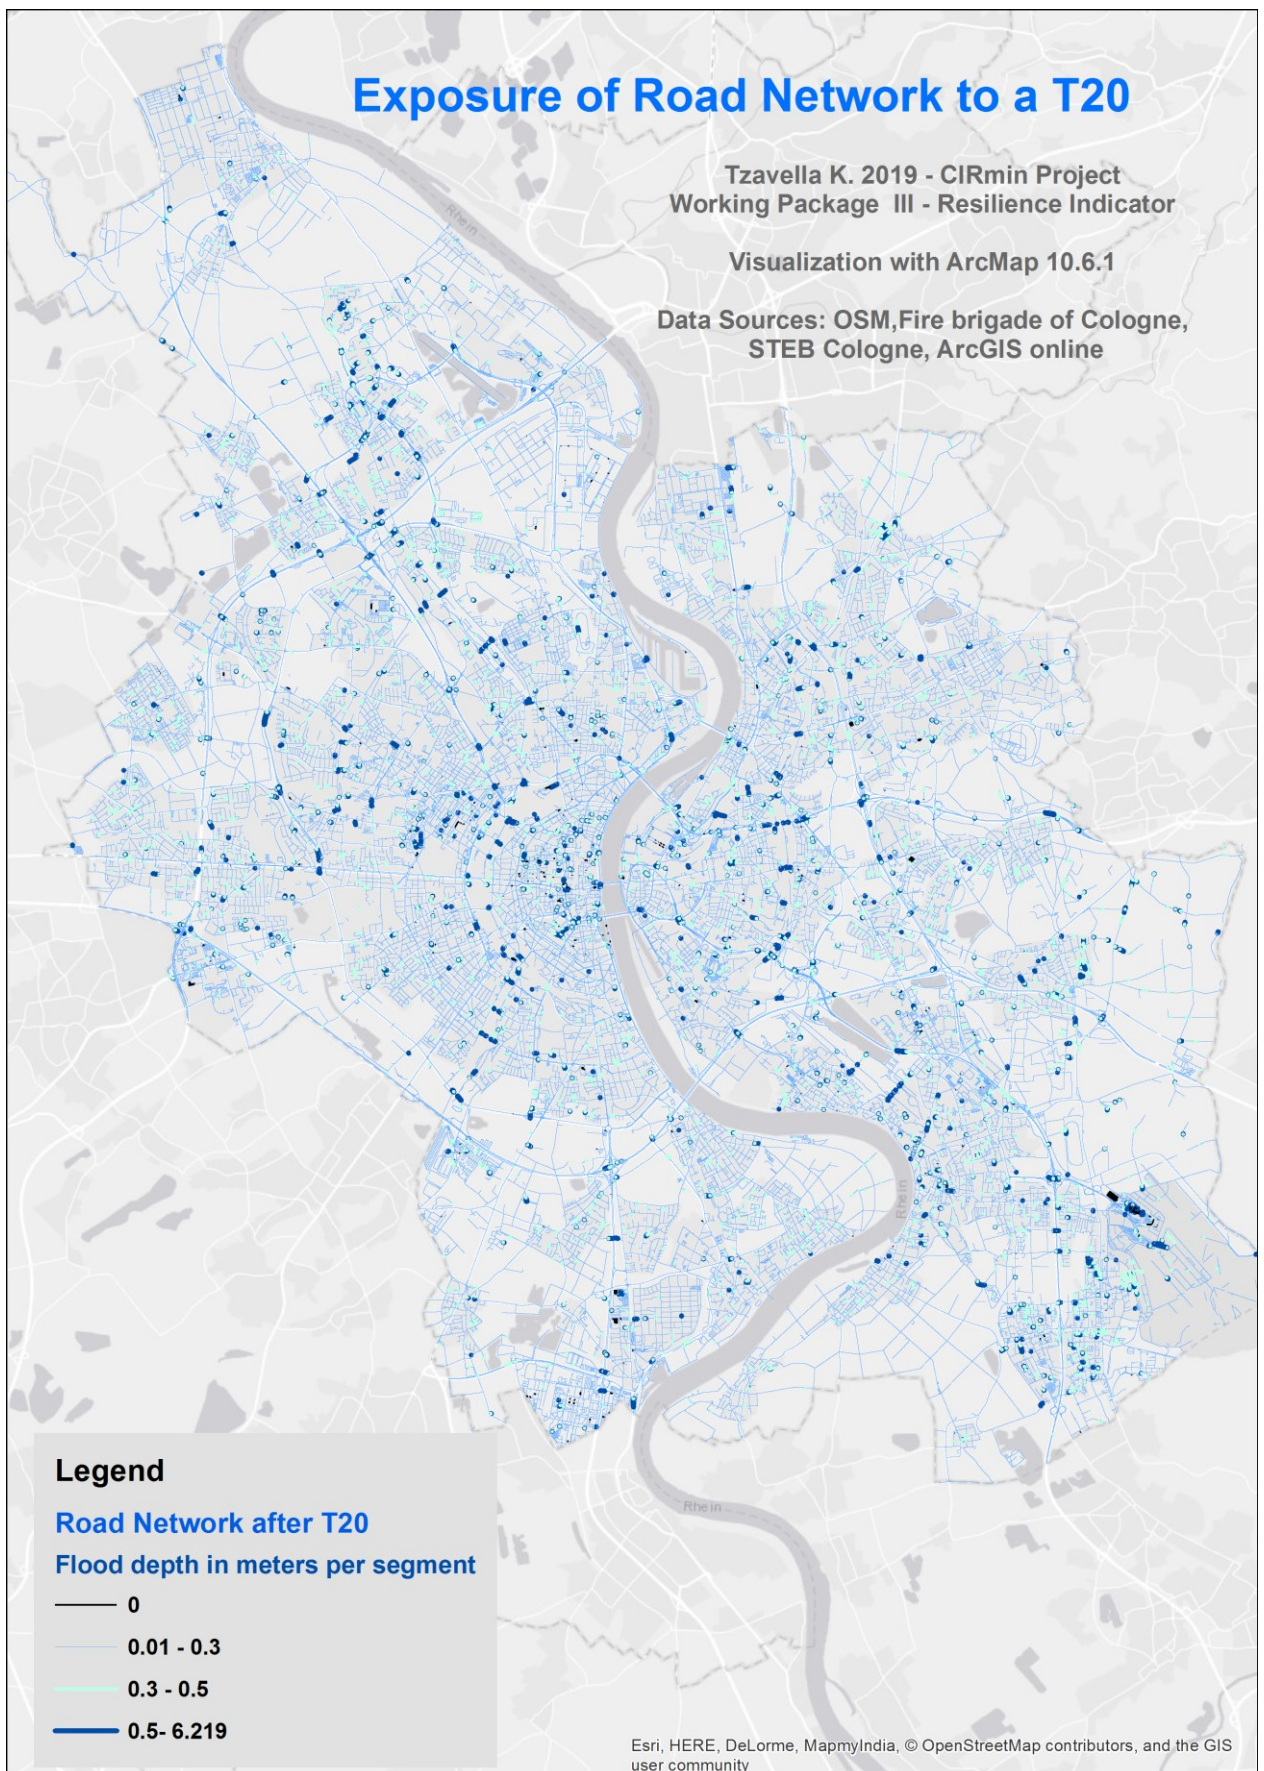 Exposure of Road Network to a T20
Tzavella K. 2019 - CIRmin Project
Working Package III - Resilience Indicator
Visualization with ArcMap 10.6.1
Data Sources: OSM,Fire brigade of Cologne,
STEB Cologne, ArcGIS online
Rhein
Rhein
Rhein
Legend
Road Network after T20
Flood depth in meters per segment
0
0.01 - 0.3
0.3 - 0.5
0.5- 6.219
Esri, HERE, DeLorme, MapmyIndia, © OpenStreetMap contributors, and the GIS
user community